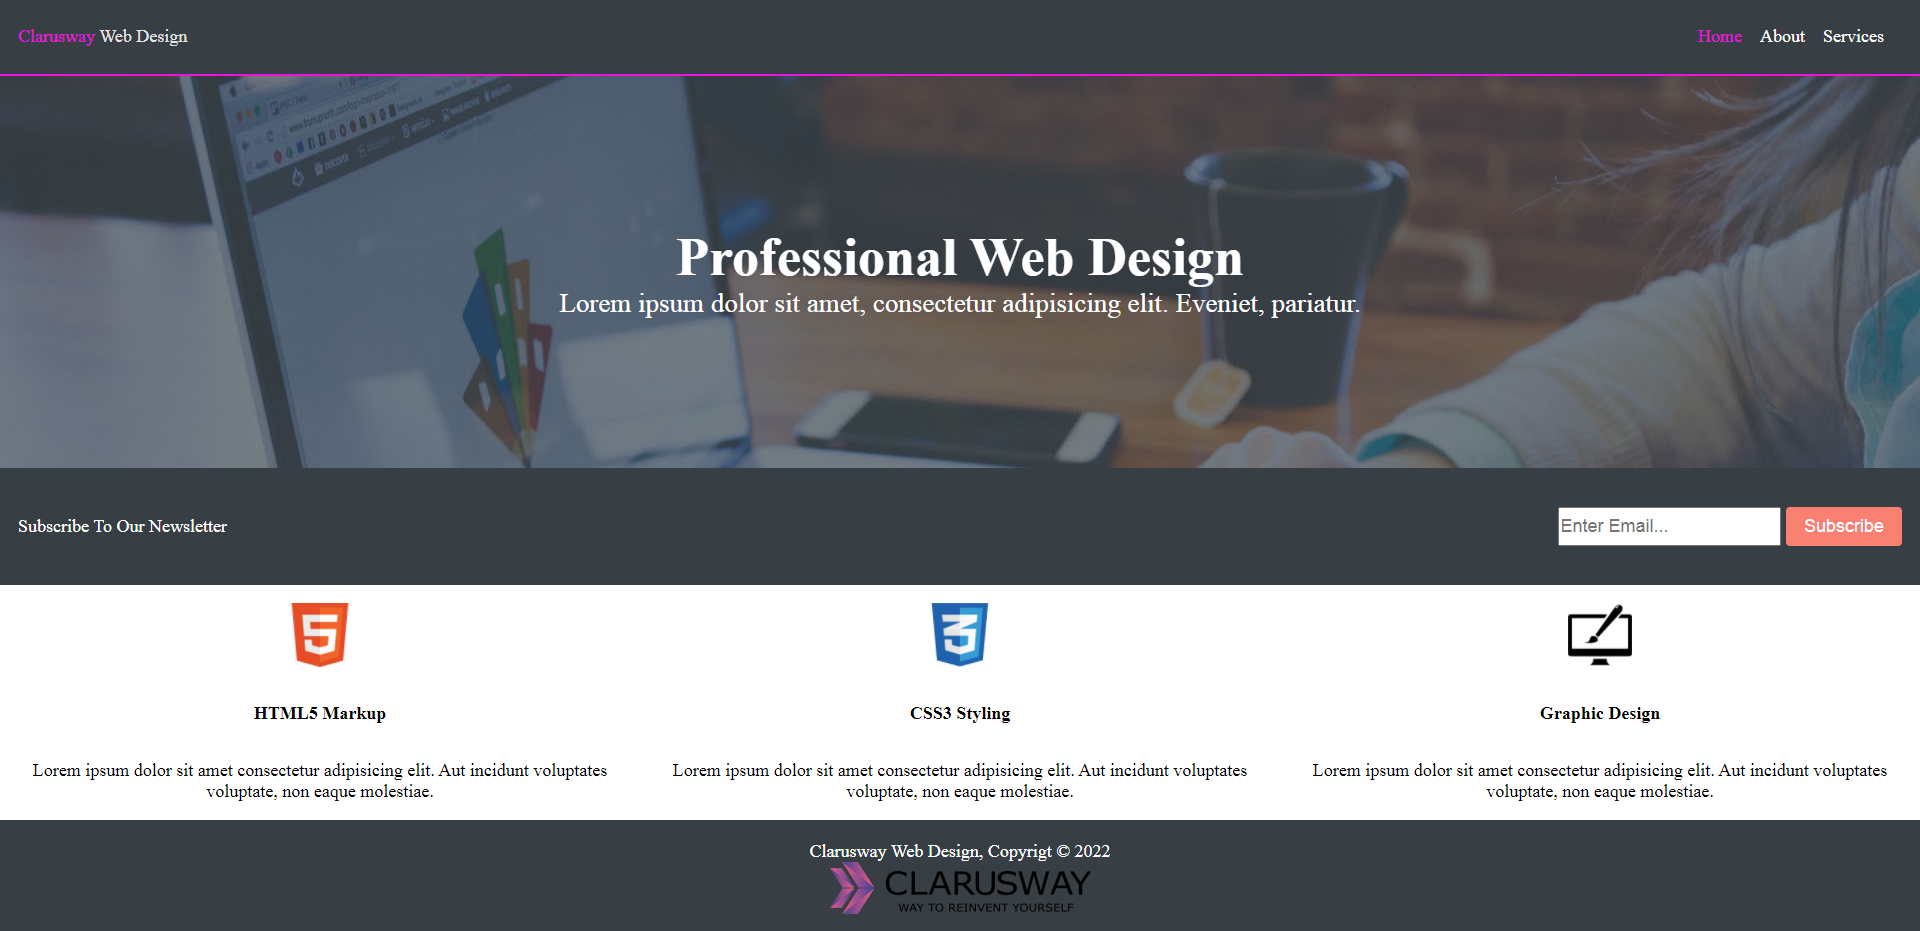 Clarusway Web Design
Home About Services
Professional Web Design
Lorem ipsum dolor sit amet, consectetur adipisicing elit. Eveniet, pariatur.
Subscribe To Our Newsletter
Enter Email...
Subscribe
HTML5 Markup
Lorem ipsum dolor sit amet consectetur adipisicing elit. Aut incidunt voluptates
voluptate, non eaque molestiae.
CSS3 Styling
Lorem ipsum dolor sit amet consectetur adipisicing elit. Aut incidunt voluptates
voluptate, non eaque molestiae.
Graphic Design
Lorem ipsum dolor sit amet consectetur adipisicing elit. Aut incidunt voluptates
voluptate, non eaque molestiae.
Clarusway Web Design, Copyrigt © 2022
CLARUSWAY
WAY TO REINVENT YOURSELF